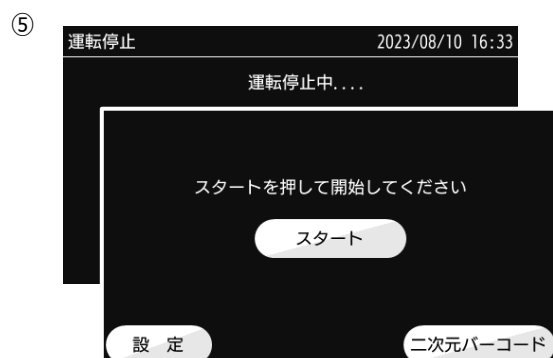 ⑤
運転停止 2023/08/10 16:33
運転停止中....
スタートを押して開始してください
スタート
設 定 二次元バーコード